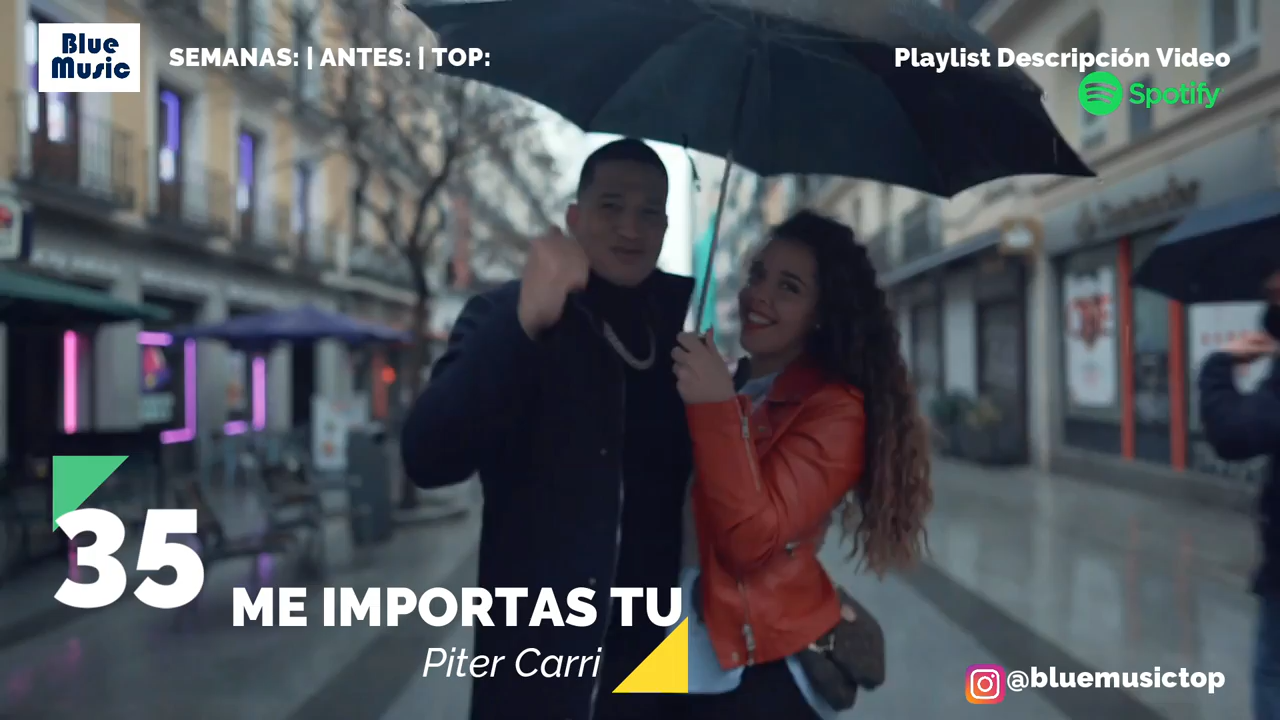 Blue
Music
SEMANAS: | ANTES: | TOP:
Playlist Descripción Video
Spotify
35
ME IMPORTAS TU
Piter Carri
@bluemusictop